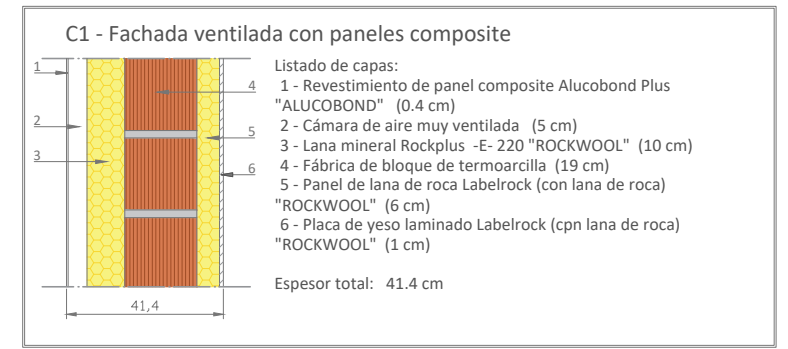 C1 - Fachada ventilada con paneles composite
Listado de capas:
1 - Revestimiento de panel composite Alucobond Plus
"ALUCOBOND" (0.4 cm)
2 - Cámara de aire muy ventilada (5 cm)
3 - Lana mineral Rockplus -E- 220 "ROCKWOOL" (10 cm)
4 - Fábrica de bloque de termoarcilla (19 cm)
5 - Panel de lana de roca Labelrock (con lana de roca)
"ROCKWOOL" (6 cm)
6 - Placa de yeso laminado Labelrock (cpn lana de roca)
"ROCKWOOL" (1 cm)
Espesor total: 41.4 cm
1
2
3
4
5
6
41,4